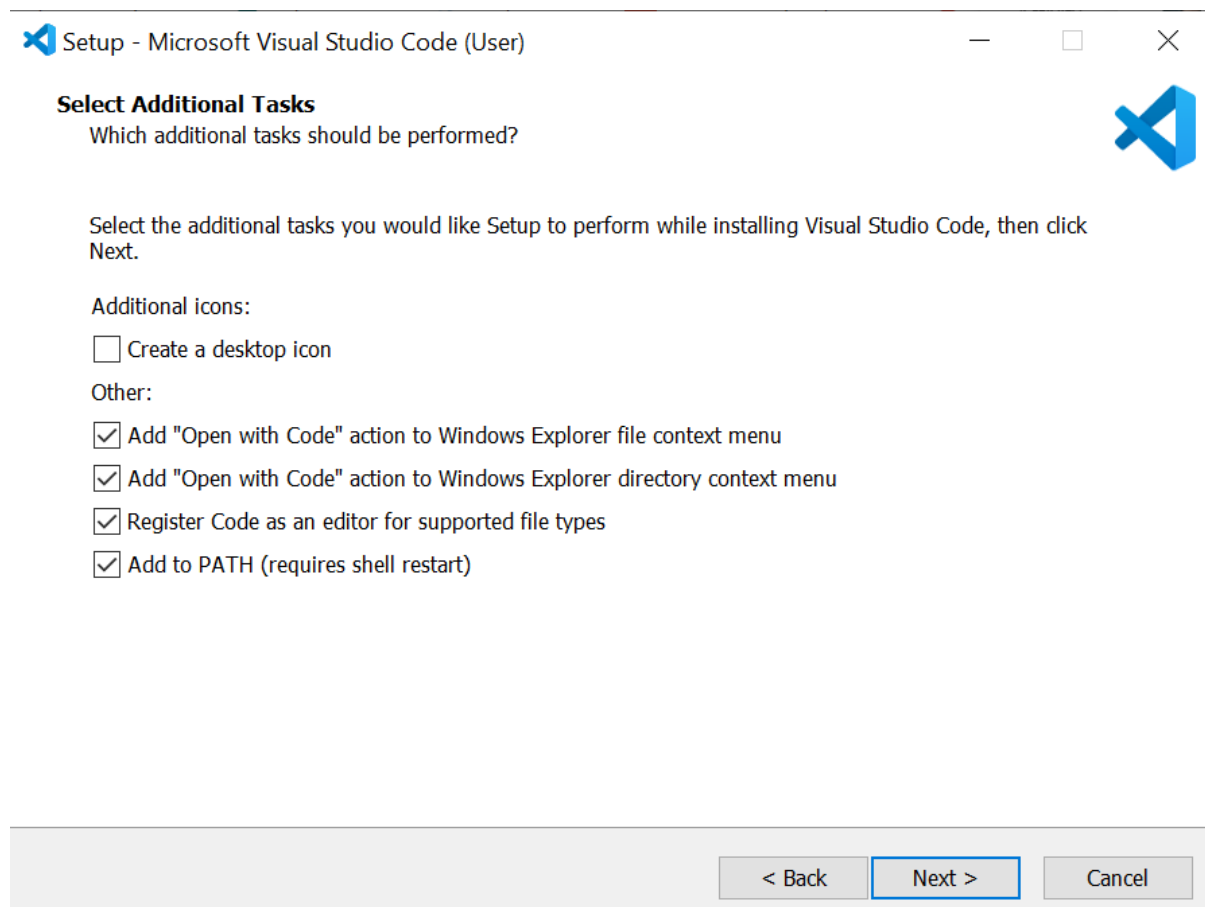 Setup - Microsoft Visual Studio Code (User)
Select Additional Tasks
Which additional tasks should be performed?
Select the additional tasks you would like Setup to perform while installing Visual Studio Code, then click
Next.
Additional icons:
Create a desktop icon
Other:
Add "Open with Code" action to Windows Explorer file context menu
Add "Open with Code" action to Windows Explorer directory context menu
Register Code as an editor for supported file types
Add to PATH (requires shell restart)
< Back Next > Cancel